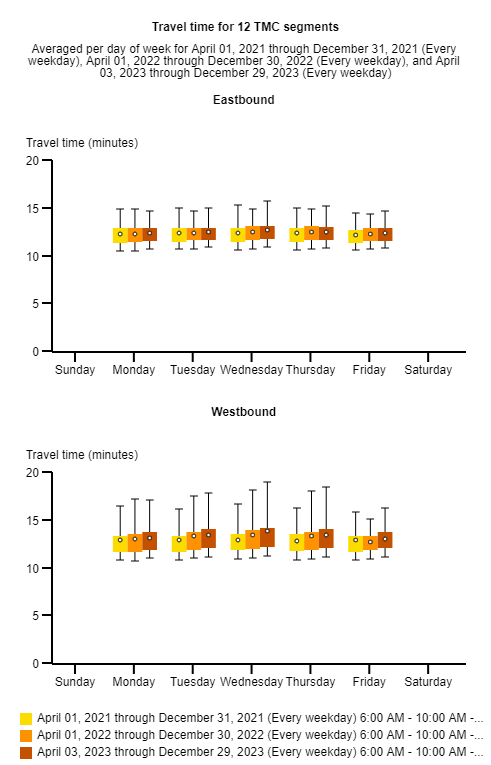 Travel time for 12 TMC segments
Averaged per day of week for April 01, 2021 through December 31, 2021 (Every
weekday), April 01, 2022 through December 30, 2022 (Every weekday), and April
03, 2023 through December 29, 2023 (Every weekday)
Eastbound
Travel time (minutes)
20
15
10
5
0
Sunday Monday Tuesday Wednesday Thursday Friday Saturday
Westbound
Travel time (minutes)
20
15
10
5
0
Sunday Monday Tuesday Wednesday Thursday Friday Saturday
April 01, 2021 through December 31, 2021 (Every weekday) 6:00 AM - 10:00 AM -...
April 01, 2022 through December 30, 2022 (Every weekday) 6:00 AM - 10:00 AM -...
April 03, 2023 through December 29, 2023 (Every weekday) 6:00 AM - 10:00 AM -...